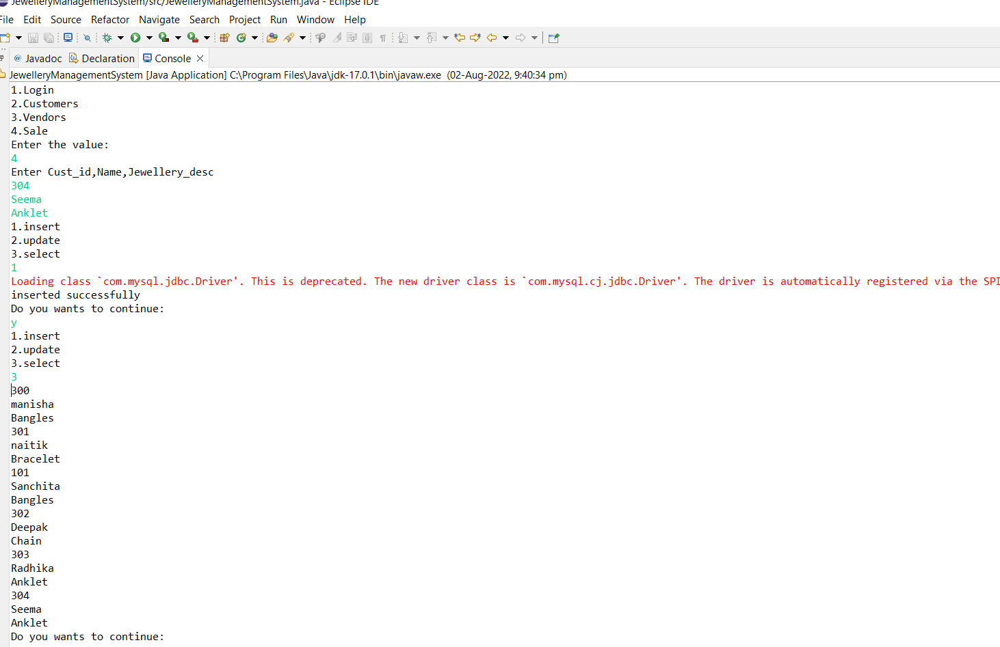 JewelleryManagementSystem/src/JewelleryManagementSystem.java - Eclipse IDE
File Edit Source Refactor Navigate Search Project Run Window Help
@ Javadoc Declaration Console
JewelleryManagementSystem [Java Application] C:\Program Files\Java\jdk-17.0.1\bin\javaw.exe (02-Aug-2022, 9:40:34 pm)
1.Login
2.Customers
3.Vendors
4.Sale
Enter the value:
4
Enter Cust_id,Name,Jewellery_desc
304
Seema
Anklet
1.insert
2.update
3.select
1
Loading class `com.mysql.jdbc.Driver'. This is deprecated. The new driver class is `com.mysql.cj.jdbc.Driver'. The driver is automatically registered via the SPI
inserted successfully
Do you wants to continue:
y
1.insert
2.update
3.select
3
300
manisha
Bangles
301
naitik
Bracelet
101
Sanchita
Bangles
302
Deepak
Chain
303
Radhika
Anklet
304
Seema
Anklet
Do you wants to continue: